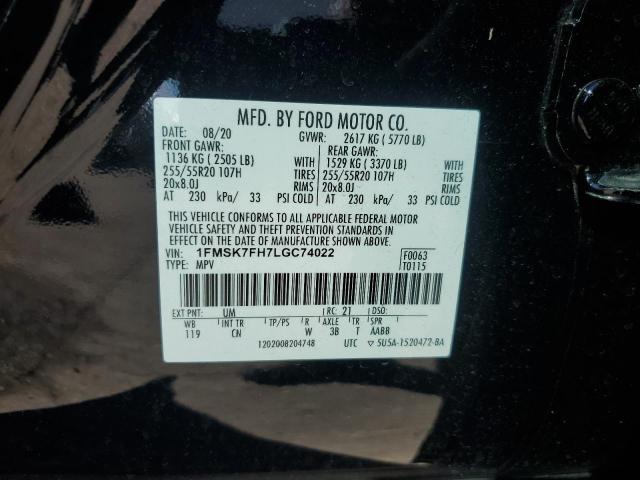 MFD. BY FORD MOTOR CO.
DATE: 08/20 GVWR: 2617 KG ( 5770 LB)
FRONT GAWR: REAR GAWR:
1136 KG ( 2505 LB) WITH 1529 KG ( 3370 LB) WITH
255/55R20 107H TIRES 255/55R20 107H TIRES
20x8.0J RIMS 20x8.0J RIMS
AT 230 kPa/ 33 PSI COLD AT 230 kPa/ 33 PSI COLD
THIS VEHICLE CONFORMS TO ALL APPLICABLE FEDERAL MOTOR
VEHICLE SAFETY AND THEFT PREVENTION STANDARDS IN
EFFECT ON THE DATE OF MANUFACTURE SHOWN ABOVE.
VIN: 1FMSK7FH7LGC74022 F0063
TYPE: MPV T0115
EXT PNT: UM RC: 21 DSO:
WB INT TR TP/PS R AXLE TR SPR
119 CN W 3B T AABB
1202008204748 UTC 5U5A-1520472-BA